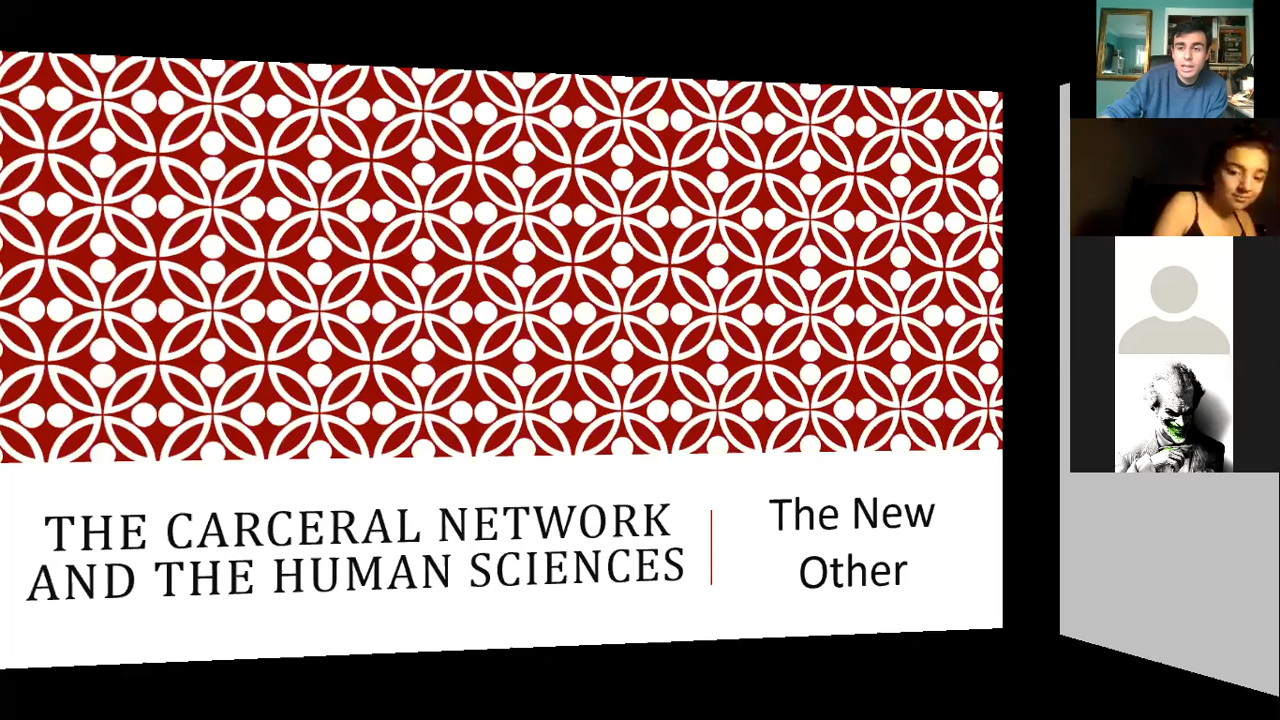 THE CARCERAL NETWORK
AND THE HUMAN SCIENCES
The New
Other